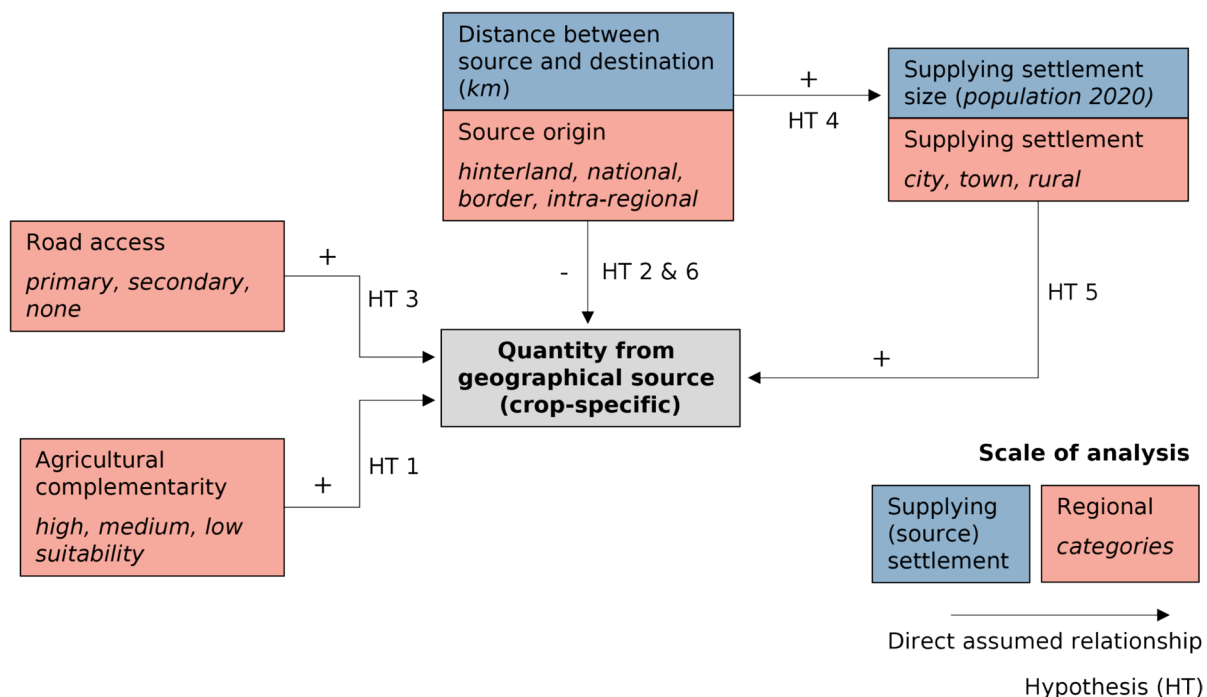 Distance between
source and destination
(km)
Source origin
hinterland, national,
border, intra-regional
+
HT 4
Supplying settlement
size (population 2020)
Supplying settlement
city, town, rural
Road access
primary, secondary,
none
+
HT 3
-
HT 2 & 6
HT 5
+
Quantity from
geographical source
(crop-specific)
Agricultural
complementarity
high, medium, low
suitability
+
HT 1
Scale of analysis
Supplying
(source)
settlement
Regional
categories
Direct assumed relationship
Hypothesis (HT)